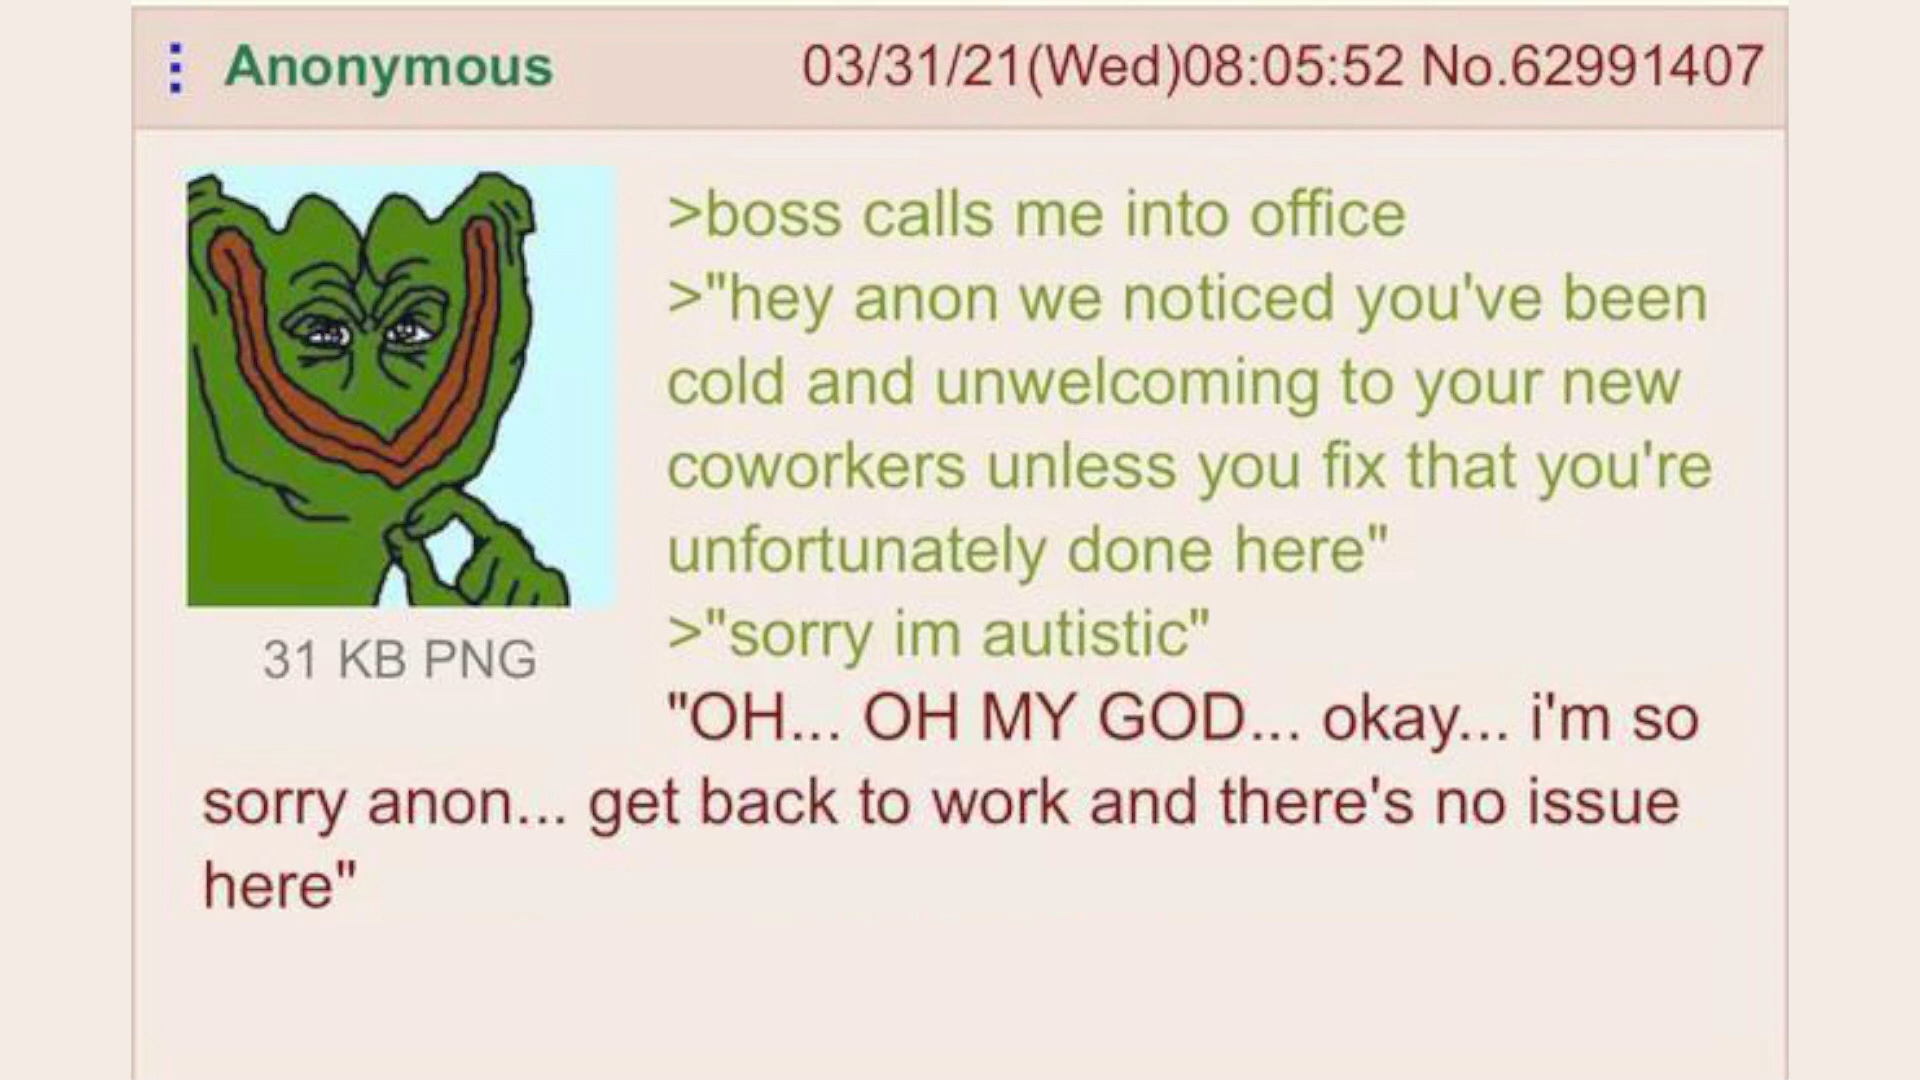 Anonymous 03/31/21(Wed)08:05:52 No.62991407
>boss calls me into office
>"hey anon we noticed you've been
cold and unwelcoming to your new
coworkers unless you fix that you're
unfortunately done here"
>"sorry im autistic"
31 KB PNG
"OH... OH MY GOD... okay... i'm so
sorry anon... get back to work and there's no issue
here"